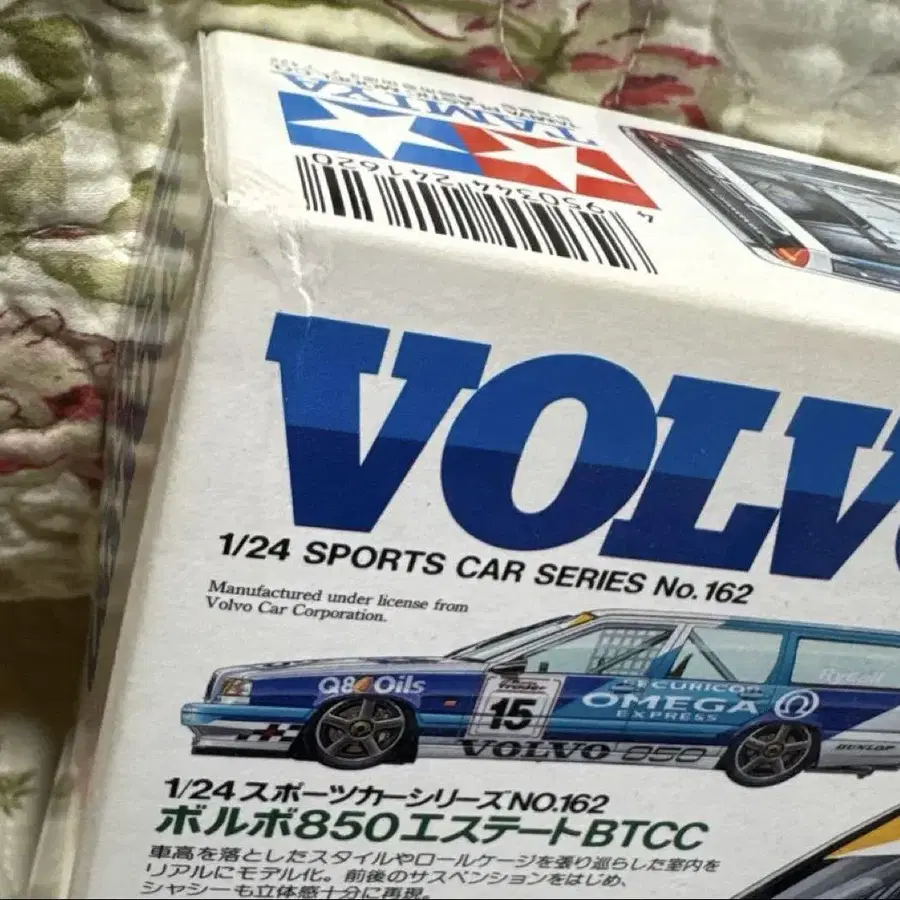 TAMIYA
4 950344 241620
VOLV
1/24 SPORTS CAR SERIES No.162
Manufactured under license from
Volvo Car Corporation.
Q8 Oils
15
OMEGA
EXPRESS
VOLVO 850
DUNLOP
1/24スポーツカーシリーズNO.162
ボルボ850エステートBTCC
車高を落としたスタイルやロールケージを張り巡らした室内を
リアルにモデル化。前後のサスペンションをはじめ、
シャシーも立体感十分に再現。